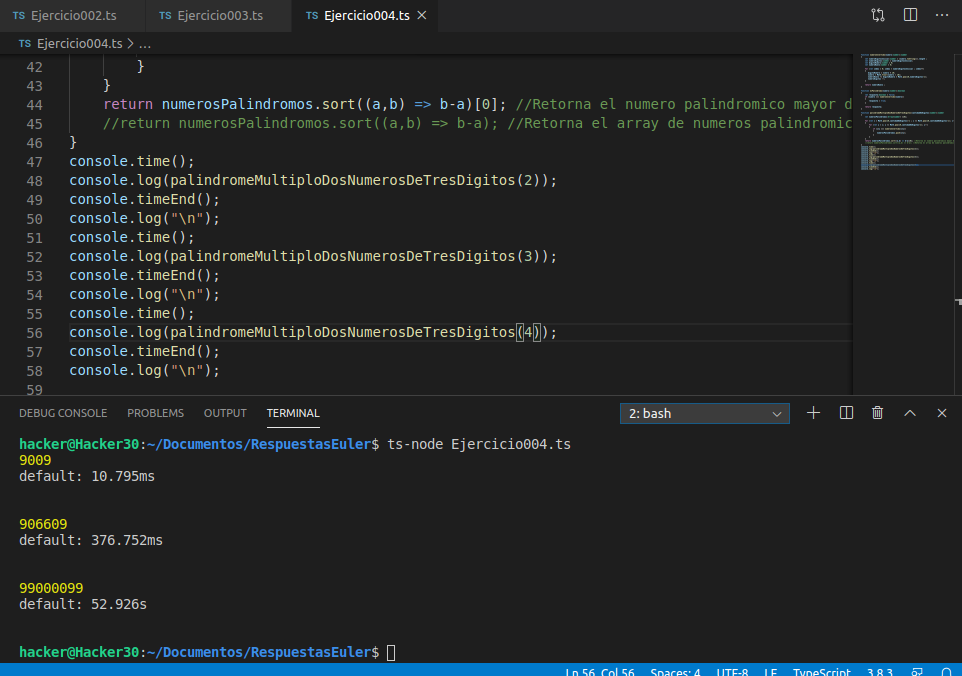 TS Ejercicio002.ts TS Ejercicio003.ts TS Ejercicio004.ts
TS Ejercicio004.ts > ...
42 }
43 }
44 return numerosPalindromos.sort((a,b) => b-a)[0]; //Retorna el numero palindromico mayor d
45 //return numerosPalindromos.sort((a,b) => b-a); //Retorna el array de numeros palindromic
46 }
47 console.time();
48 console.log(palindromeMultiploDosNumerosDeTresDigitos(2));
49 console.timeEnd();
50 console.log("\n");
51 console.time();
52 console.log(palindromeMultiploDosNumerosDeTresDigitos(3));
53 console.timeEnd();
54 console.log("\n");
55 console.time();
56 console.log(palindromeMultiploDosNumerosDeTresDigitos(4));
57 console.timeEnd();
58 console.log("\n");
59
DEBUG CONSOLE PROBLEMS OUTPUT TERMINAL 2: bash
hacker@Hacker30:~/Documentos/RespuestasEuler$ ts-node Ejercicio004.ts
9009
default: 10.795ms
906609
default: 376.752ms
99000099
default: 52.926s
hacker@Hacker30:~/Documentos/RespuestasEuler$
Ln 56, Col 56 Spaces: 4 UTF-8 LF TypeScript 3.8.3